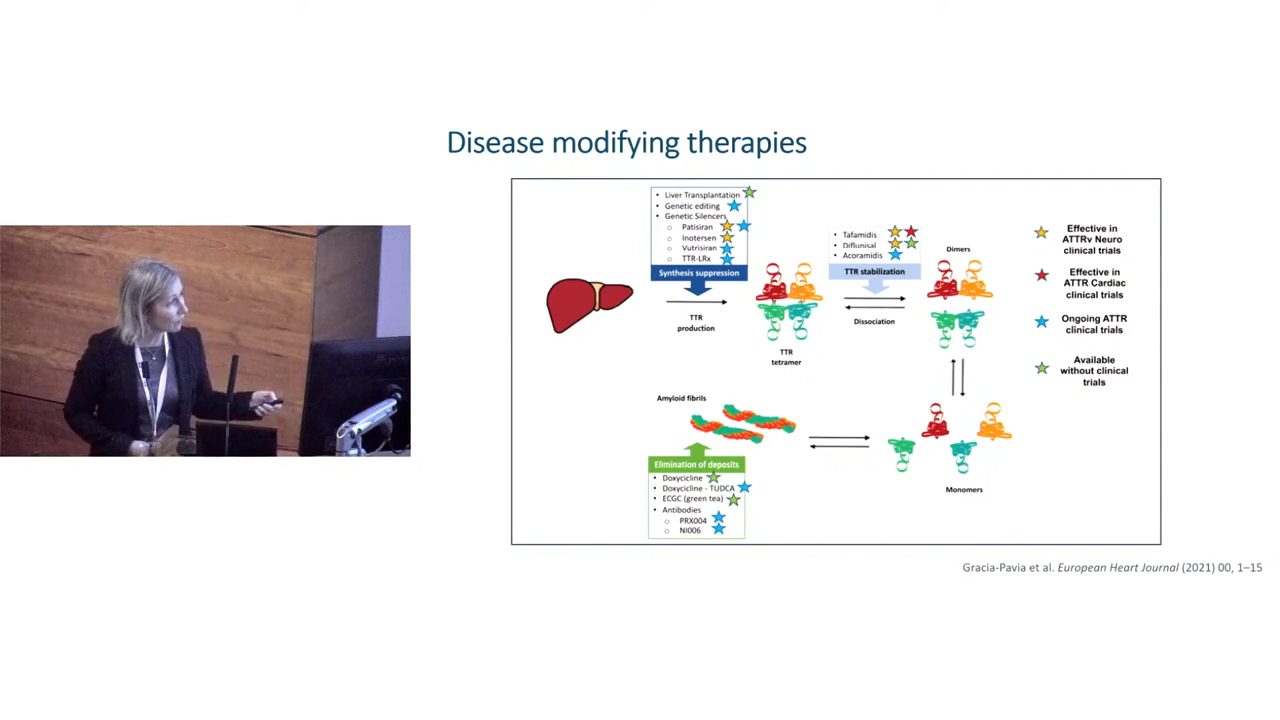 Disease modifying therapies
• Liver Transplantation
• Genetic editing
• Genetic Silencers
o Patisiran
o Inotersen
o Vutrisiran
o TTR-LRx
Synthesis suppression
TTR
production
TTR
tetramer
• Tafamidis
• Diflunisal
• Acoramidis
TTR stabilization
Dissociation
Dimers
Monomers
Amyloid fibrils
Elimination of deposits
• Doxycicline
• Doxycicline - TUDCA
• ECGC (green tea)
• Antibodies
o PRX004
o NI006
Effective in
ATTRv Neuro
clinical trials
Effective in
ATTR Cardiac
clinical trials
Ongoing ATTR
clinical trials
Available
without clinical
trials
Gracia-Pavia et al. European Heart Journal (2021) 00, 1–15